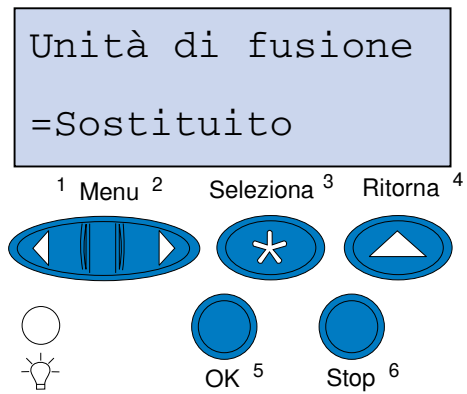 Unità di fusione
=Sostituito
1 Menu 2 Seleziona 3 Ritorna 4
OK 5 Stop 6